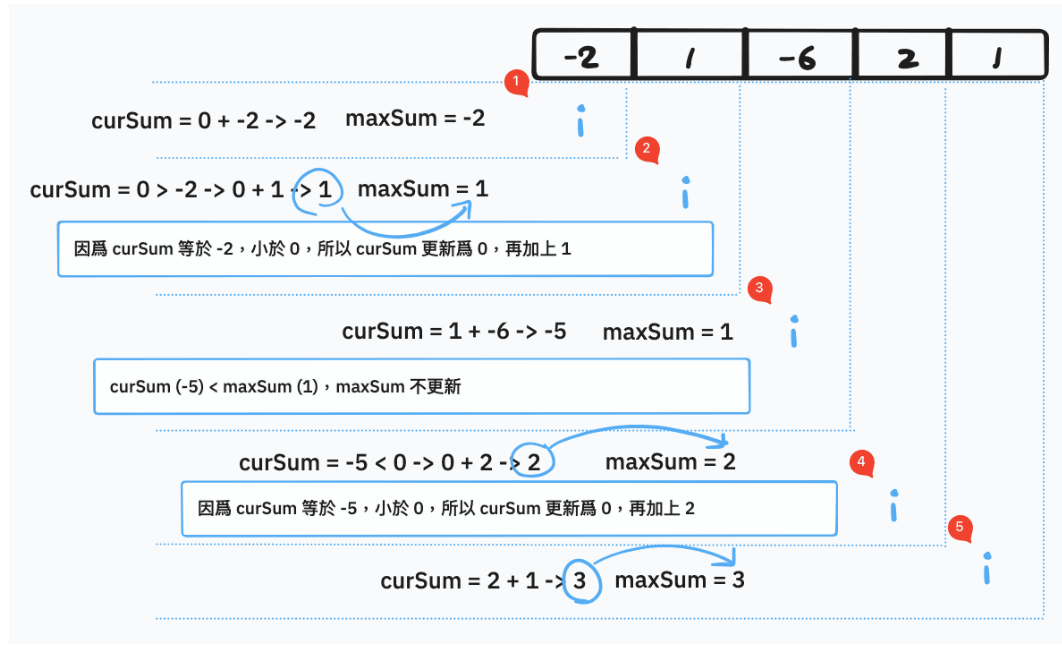 -2 1 -6 2 1
1
curSum = 0 + -2 -> -2 maxSum = -2 i
2
curSum = 0 > -2 -> 0 + 1 -> 1 maxSum = 1 i
因爲 curSum 等於 -2，小於 0，所以 curSum 更新爲 0，再加上 1
3
curSum = 1 + -6 -> -5 maxSum = 1 i
curSum (-5) < maxSum (1)，maxSum 不更新
curSum = -5 < 0 -> 0 + 2 -> 2 maxSum = 2 4
因爲 curSum 等於 -5，小於 0，所以 curSum 更新爲 0，再加上 2 i
5
curSum = 2 + 1 -> 3 maxSum = 3 i